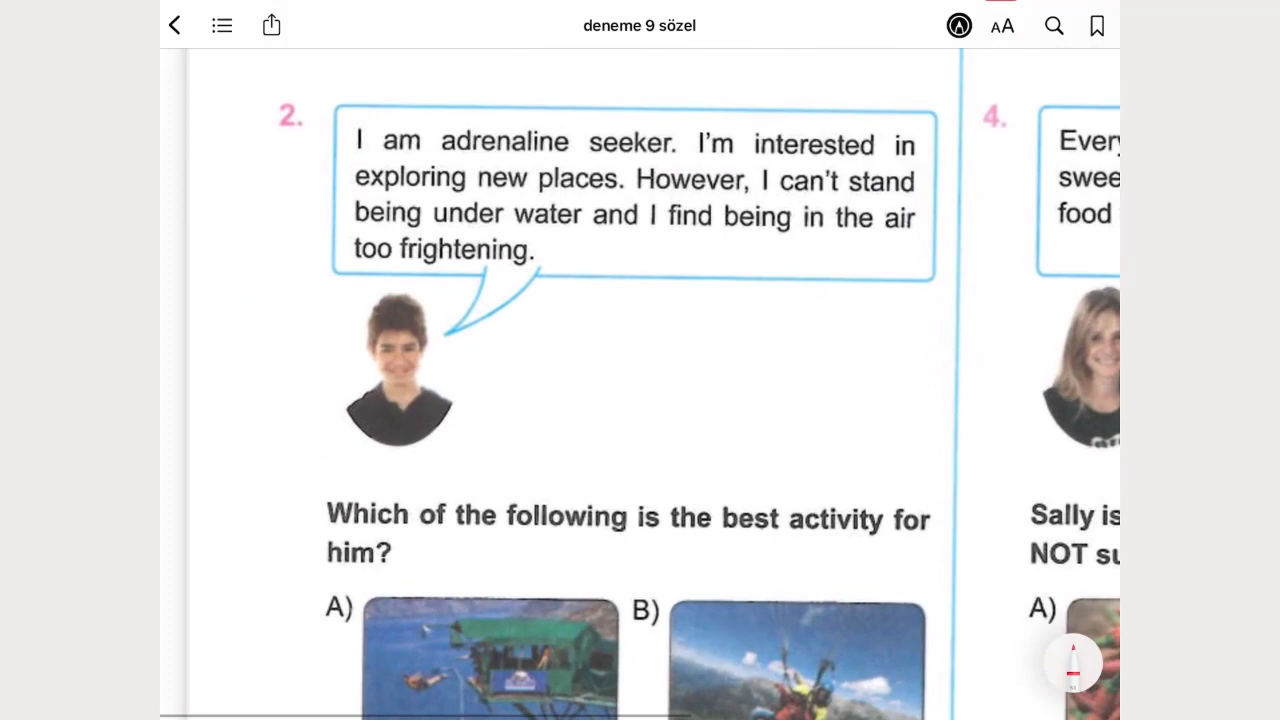 deneme 9 sözel
AA
2.
I am adrenaline seeker. I'm interested in
exploring new places. However, I can't stand
being under water and I find being in the air
too frightening.
Which of the following is the best activity for
him?
A)
B)
4.
Every
swee
food
Sally is
NOT su
A)